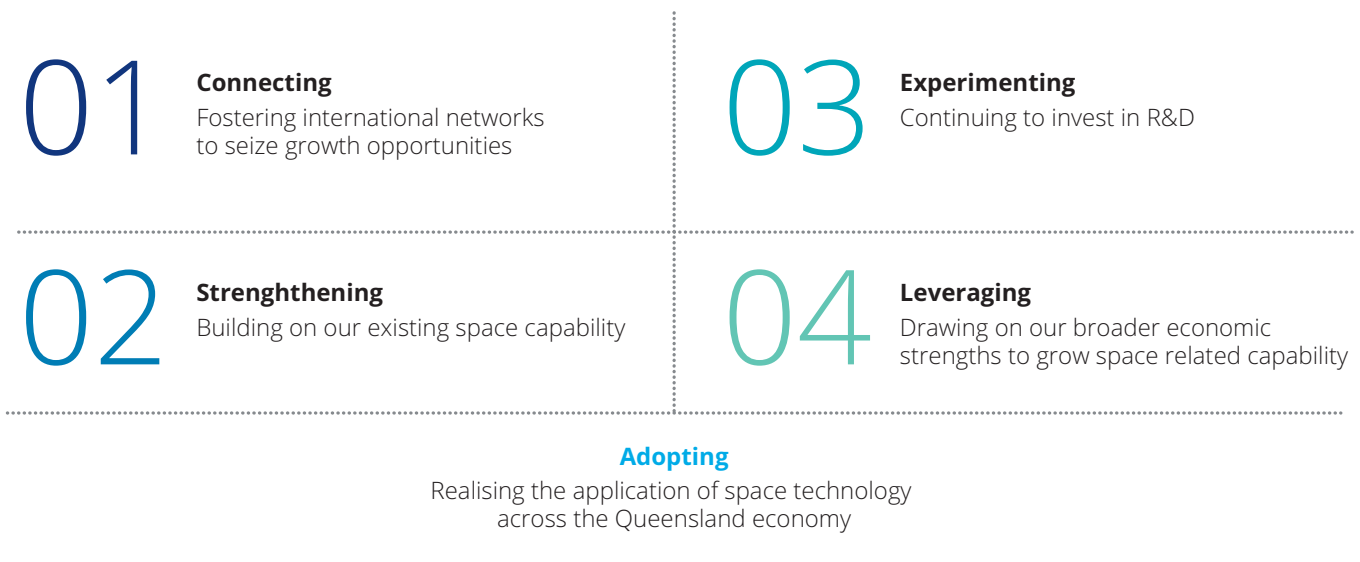 01
Connecting
Fostering international networks
to seize growth opportunities
02
Strenghthening
Building on our existing space capability
03
Experimenting
Continuing to invest in R&D
04
Leveraging
Drawing on our broader economic
strengths to grow space related capability
Adopting
Realising the application of space technology
across the Queensland economy